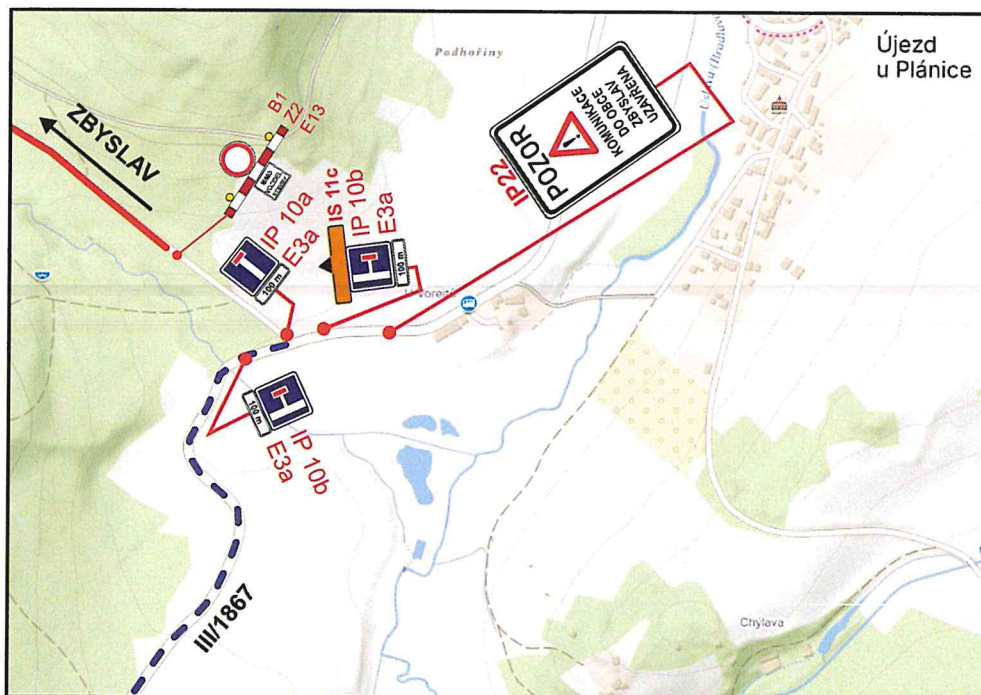 Újezd
u Plánice
Podhořiny
ZBYSLAV
B1
Z2
E13
POZOR
KOMUNIKACE
DO OBCE
ZBYSLAV
UZAVŘENA
IP22
IP 10a
E3a
100 m
IS 11c
IP 10b
E3a
100 m
100 m
IP 10b
E3a
III/1867
Chýlava